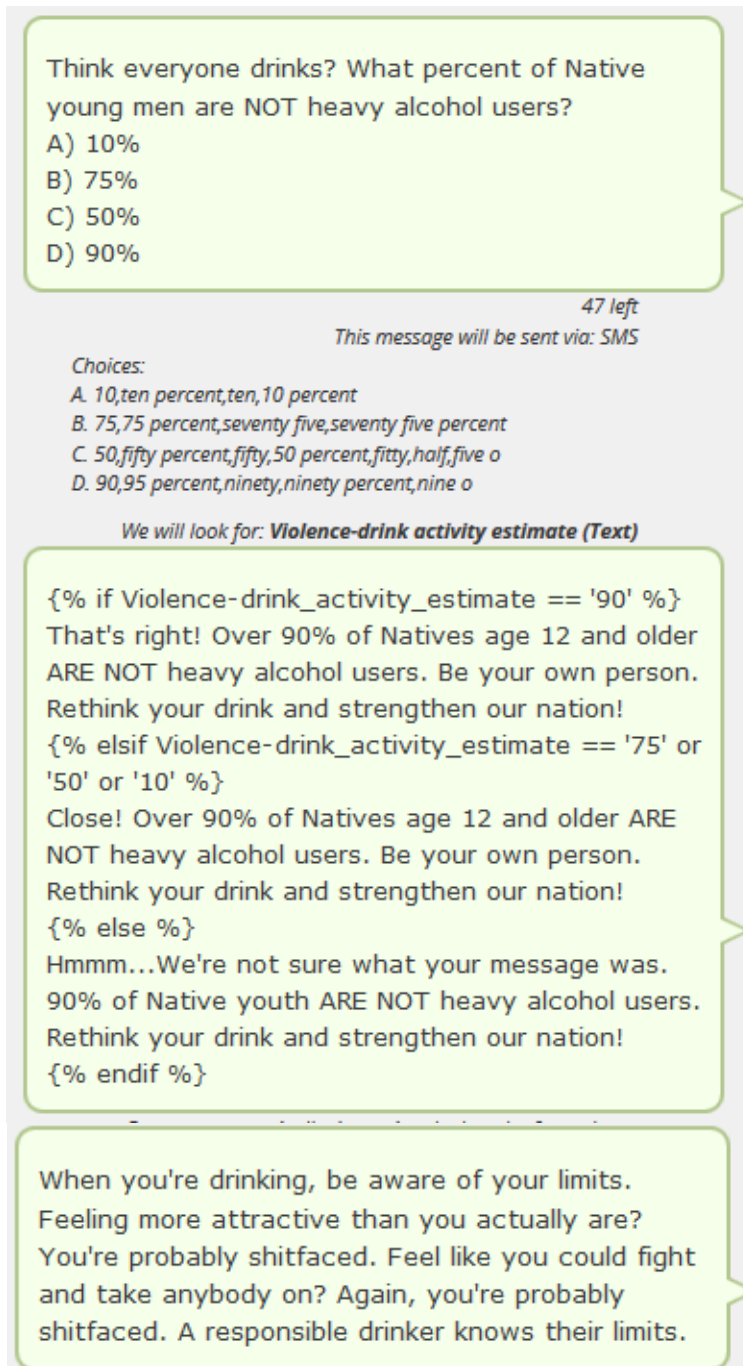 Think everyone drinks? What percent of Native
young men are NOT heavy alcohol users?
A) 10%
B) 75%
C) 50%
D) 90%
47 left
This message will be sent via: SMS
Choices:
A. 10,ten percent,ten,10 percent
B. 75,75 percent,seventy five,seventy five percent
C. 50,fifty percent,fifty,50 percent,fitty,half,five o
D. 90,95 percent,ninety,ninety percent,nine o
We will look for: Violence-drink activity estimate (Text)
{% if Violence-drink_activity_estimate == '90' %}
That's right! Over 90% of Natives age 12 and older
ARE NOT heavy alcohol users. Be your own person.
Rethink your drink and strengthen our nation!
{% elsif Violence-drink_activity_estimate == '75' or
'50' or '10' %}
Close! Over 90% of Natives age 12 and older ARE
NOT heavy alcohol users. Be your own person.
Rethink your drink and strengthen our nation!
{% else %}
Hmmm...We're not sure what your message was.
90% of Native youth ARE NOT heavy alcohol users.
Rethink your drink and strengthen our nation!
{% endif %}
When you're drinking, be aware of your limits.
Feeling more attractive than you actually are?
You're probably shitfaced. Feel like you could fight
and take anybody on? Again, you're probably
shitfaced. A responsible drinker knows their limits.